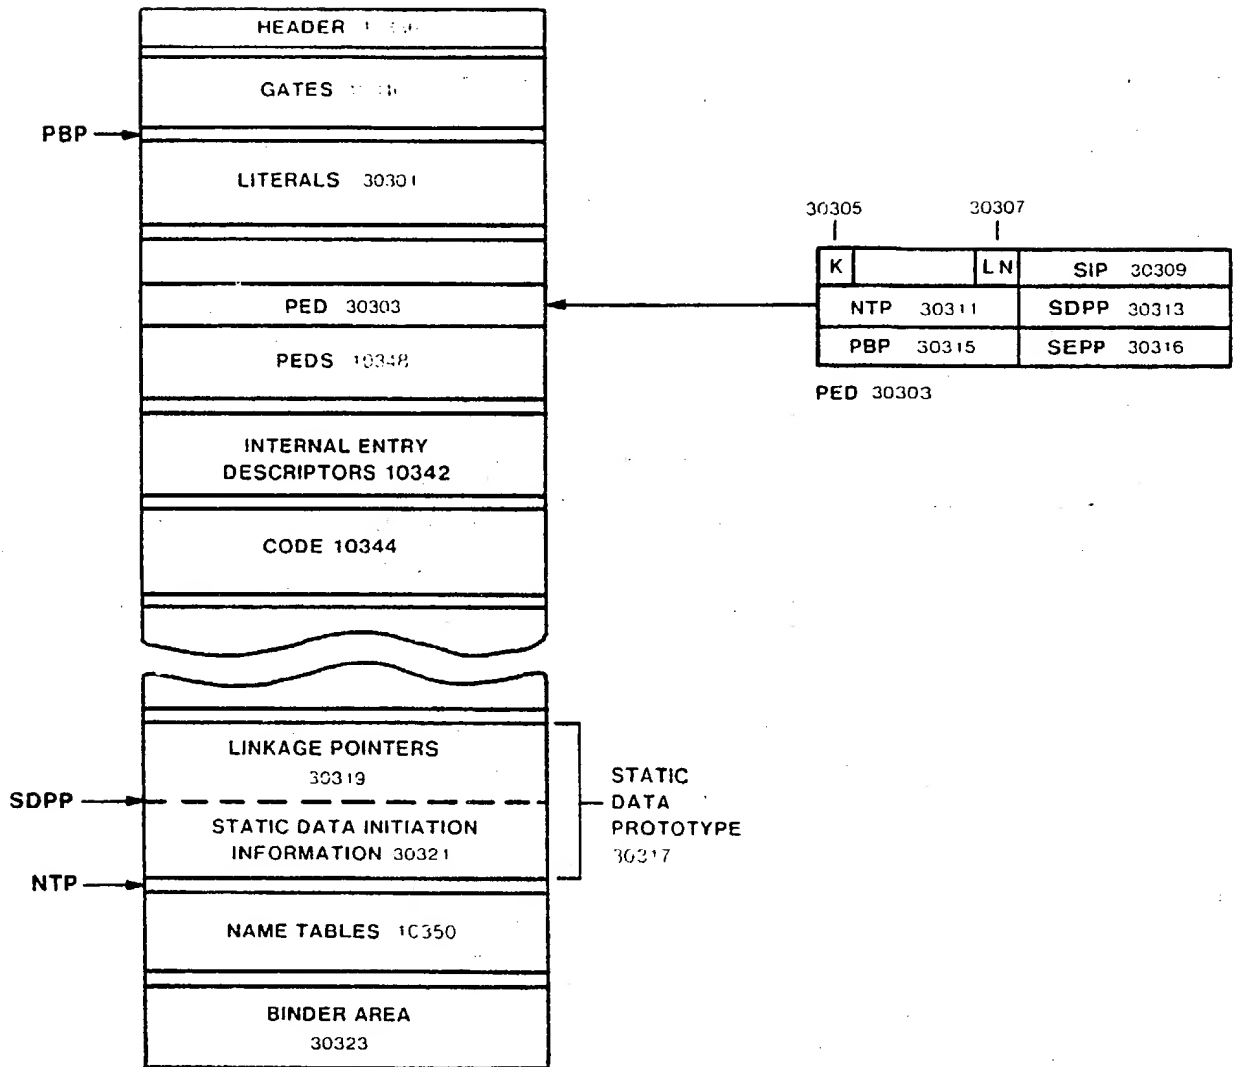 HEADER
GATES
PBP
LITERALS 30301
30305 30307
K LN SIP 30309
PED 30303
NTP 30311 SDPP 30313
PEDS 10348
PBP 30315 SEPP 30316
PED 30303
INTERNAL ENTRY
DESCRIPTORS 10342
CODE 10344
LINKAGE POINTERS
30319
SDPP
STATIC
DATA
PROTOTYPE
30317
STATIC DATA INITIATION
INFORMATION 30321
NTP
NAME TABLES 10350
BINDER AREA
30323